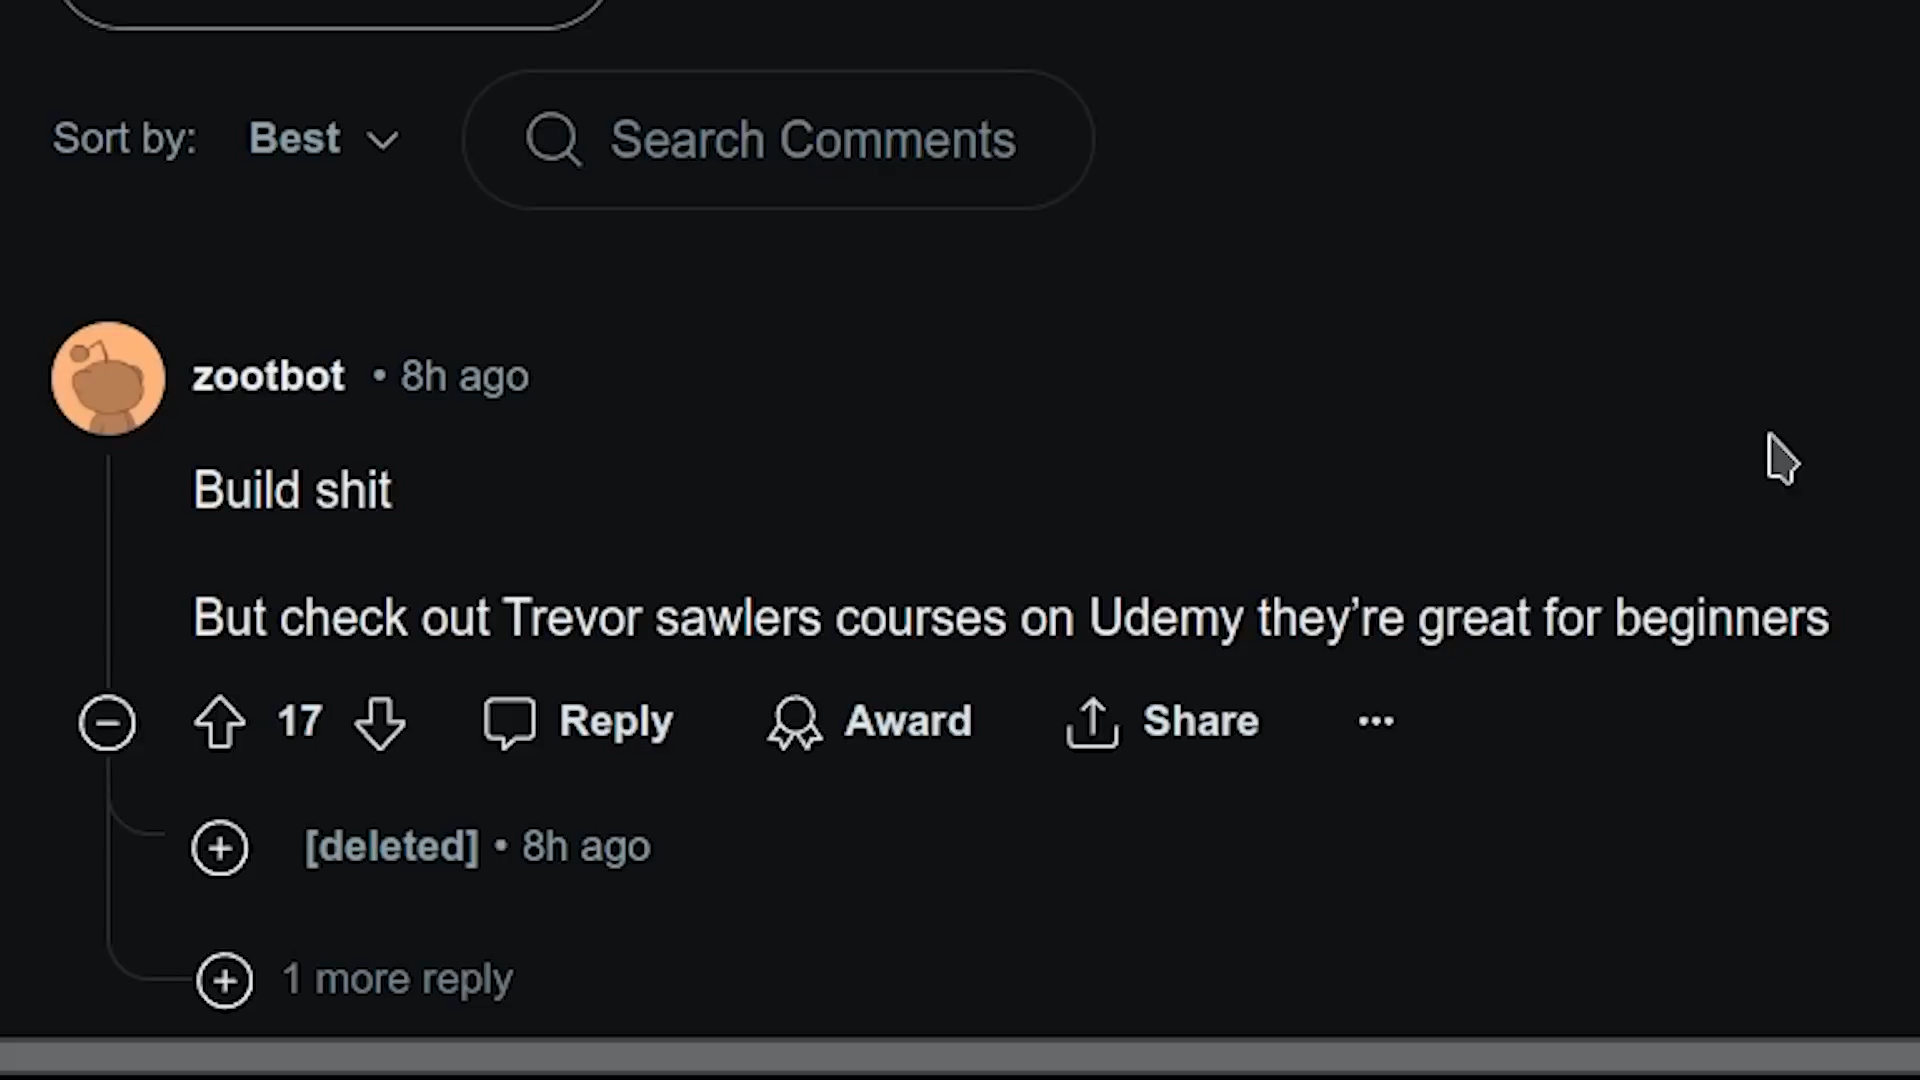 Sort by: Best Search Comments
zootbot • 8h ago
Build shit
But check out Trevor sawlers courses on Udemy they’re great for beginners
17 Reply Award Share ...
[deleted] • 8h ago
1 more reply